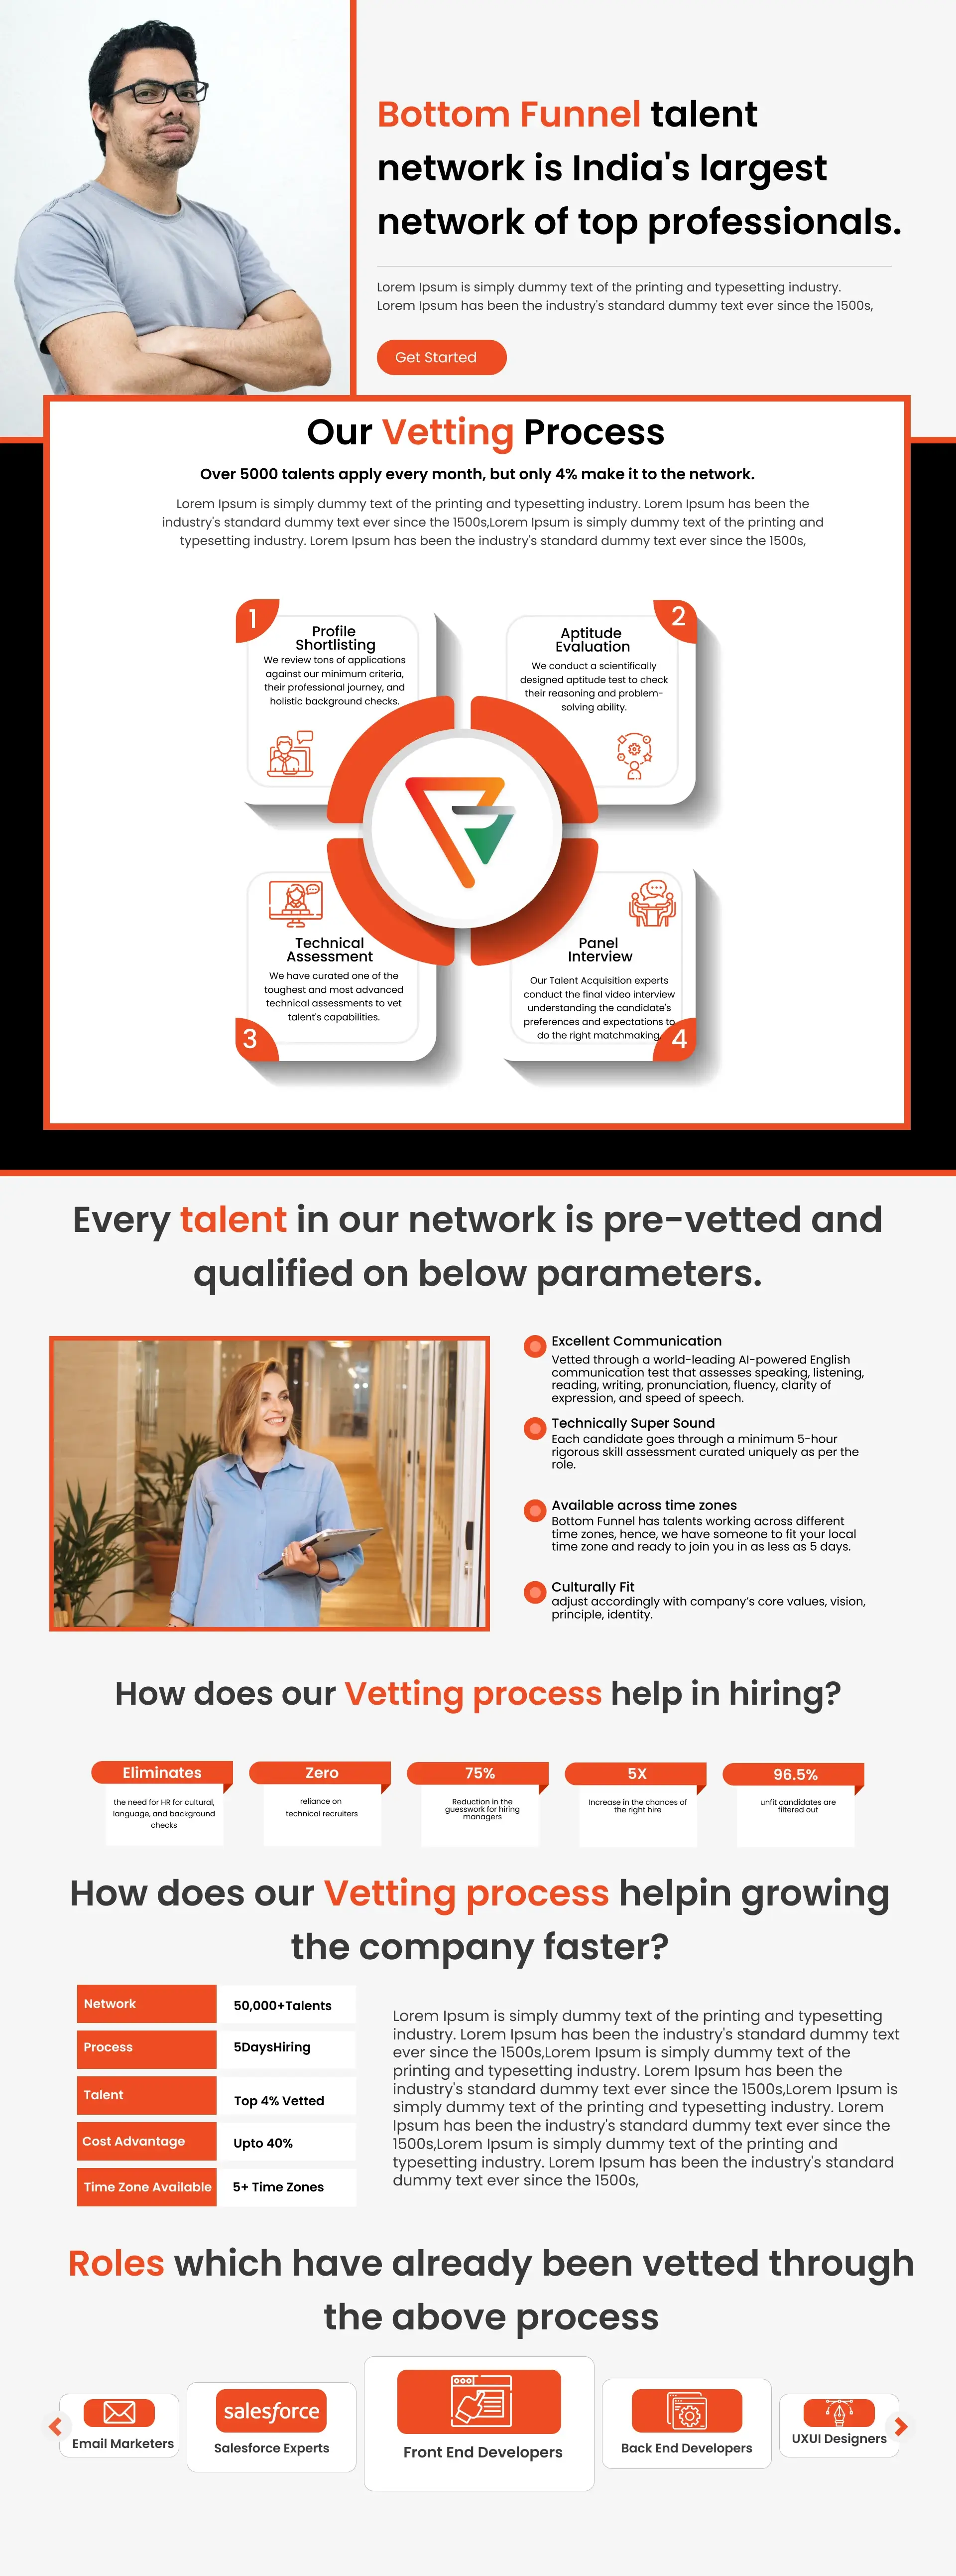 Bottom Funnel talent
network is India's largest
network of top professionals.
Lorem Ipsum is simply dummy text of the printing and typesetting industry.
Lorem Ipsum has been the industry's standard dummy text ever since the 1500s,
Get Started
Our Vetting Process
Over 5000 talents apply every month, but only 4% make it to the network.
Lorem Ipsum is simply dummy text of the printing and typesetting industry. Lorem Ipsum has been the
industry's standard dummy text ever since the 1500s,Lorem Ipsum is simply dummy text of the printing and
typesetting industry. Lorem Ipsum has been the industry's standard dummy text ever since the 1500s,
1
Profile
Shortlisting
We review tons of applications
against our minimum criteria,
their professional journey, and
holistic background checks.
2
Aptitude
Evaluation
We conduct a scientifically
designed aptitude test to check
their reasoning and problem-
solving ability.
Technical
Assessment
We have curated one of the
toughest and most advanced
technical assessments to vet
talent's capabilities.
3
Panel
Interview
Our Talent Acquisition experts
conduct the final video interview
understanding the candidate's
preferences and expectations to
do the right matchmaking.
4
Every talent in our network is pre-vetted and
qualified on below parameters.
Excellent Communication
Vetted through a world-leading AI-powered English
communication test that assesses speaking, listening,
reading, writing, pronunciation, fluency, clarity of
expression, and speed of speech.
Technically Super Sound
Each candidate goes through a minimum 5-hour
rigorous skill assessment curated uniquely as per the
role.
Available across time zones
Bottom Funnel has talents working across different
time zones, hence, we have someone to fit your local
time zone and ready to join you in as less as 5 days.
Culturally Fit
adjust accordingly with company's core values, vision,
principle, identity.
How does our Vetting process help in hiring?
Eliminates
the need for HR for cultural,
language, and background
checks
Zero
reliance on
technical recruiters
75%
Reduction in the
guesswork for hiring
managers
5X
Increase in the chances of
the right hire
96.5%
unfit candidates are
filtered out
How does our Vetting process helpin growing
the company faster?
Network
50,000+Talents
Process
5DaysHiring
Talent
Top 4% Vetted
Cost Advantage
Upto 40%
Time Zone Available
5+ Time Zones
Lorem Ipsum is simply dummy text of the printing and typesetting
industry. Lorem Ipsum has been the industry's standard dummy text
ever since the 1500s,Lorem Ipsum is simply dummy text of the
printing and typesetting industry. Lorem Ipsum has been the
industry's standard dummy text ever since the 1500s,Lorem Ipsum is
simply dummy text of the printing and typesetting industry. Lorem
Ipsum has been the industry's standard dummy text ever since the
1500s,Lorem Ipsum is simply dummy text of the printing and
typesetting industry. Lorem Ipsum has been the industry's standard
dummy text ever since the 1500s,
Roles which have already been vetted through
the above process
Email Marketers
salesforce
Salesforce Experts
Front End Developers
Back End Developers
UXUI Designers